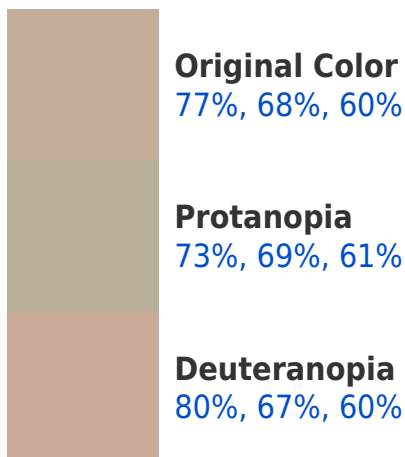 Original Color
77%, 68%, 60%
Protanopia
73%, 69%, 61%
Deuteranopia
80%, 67%, 60%